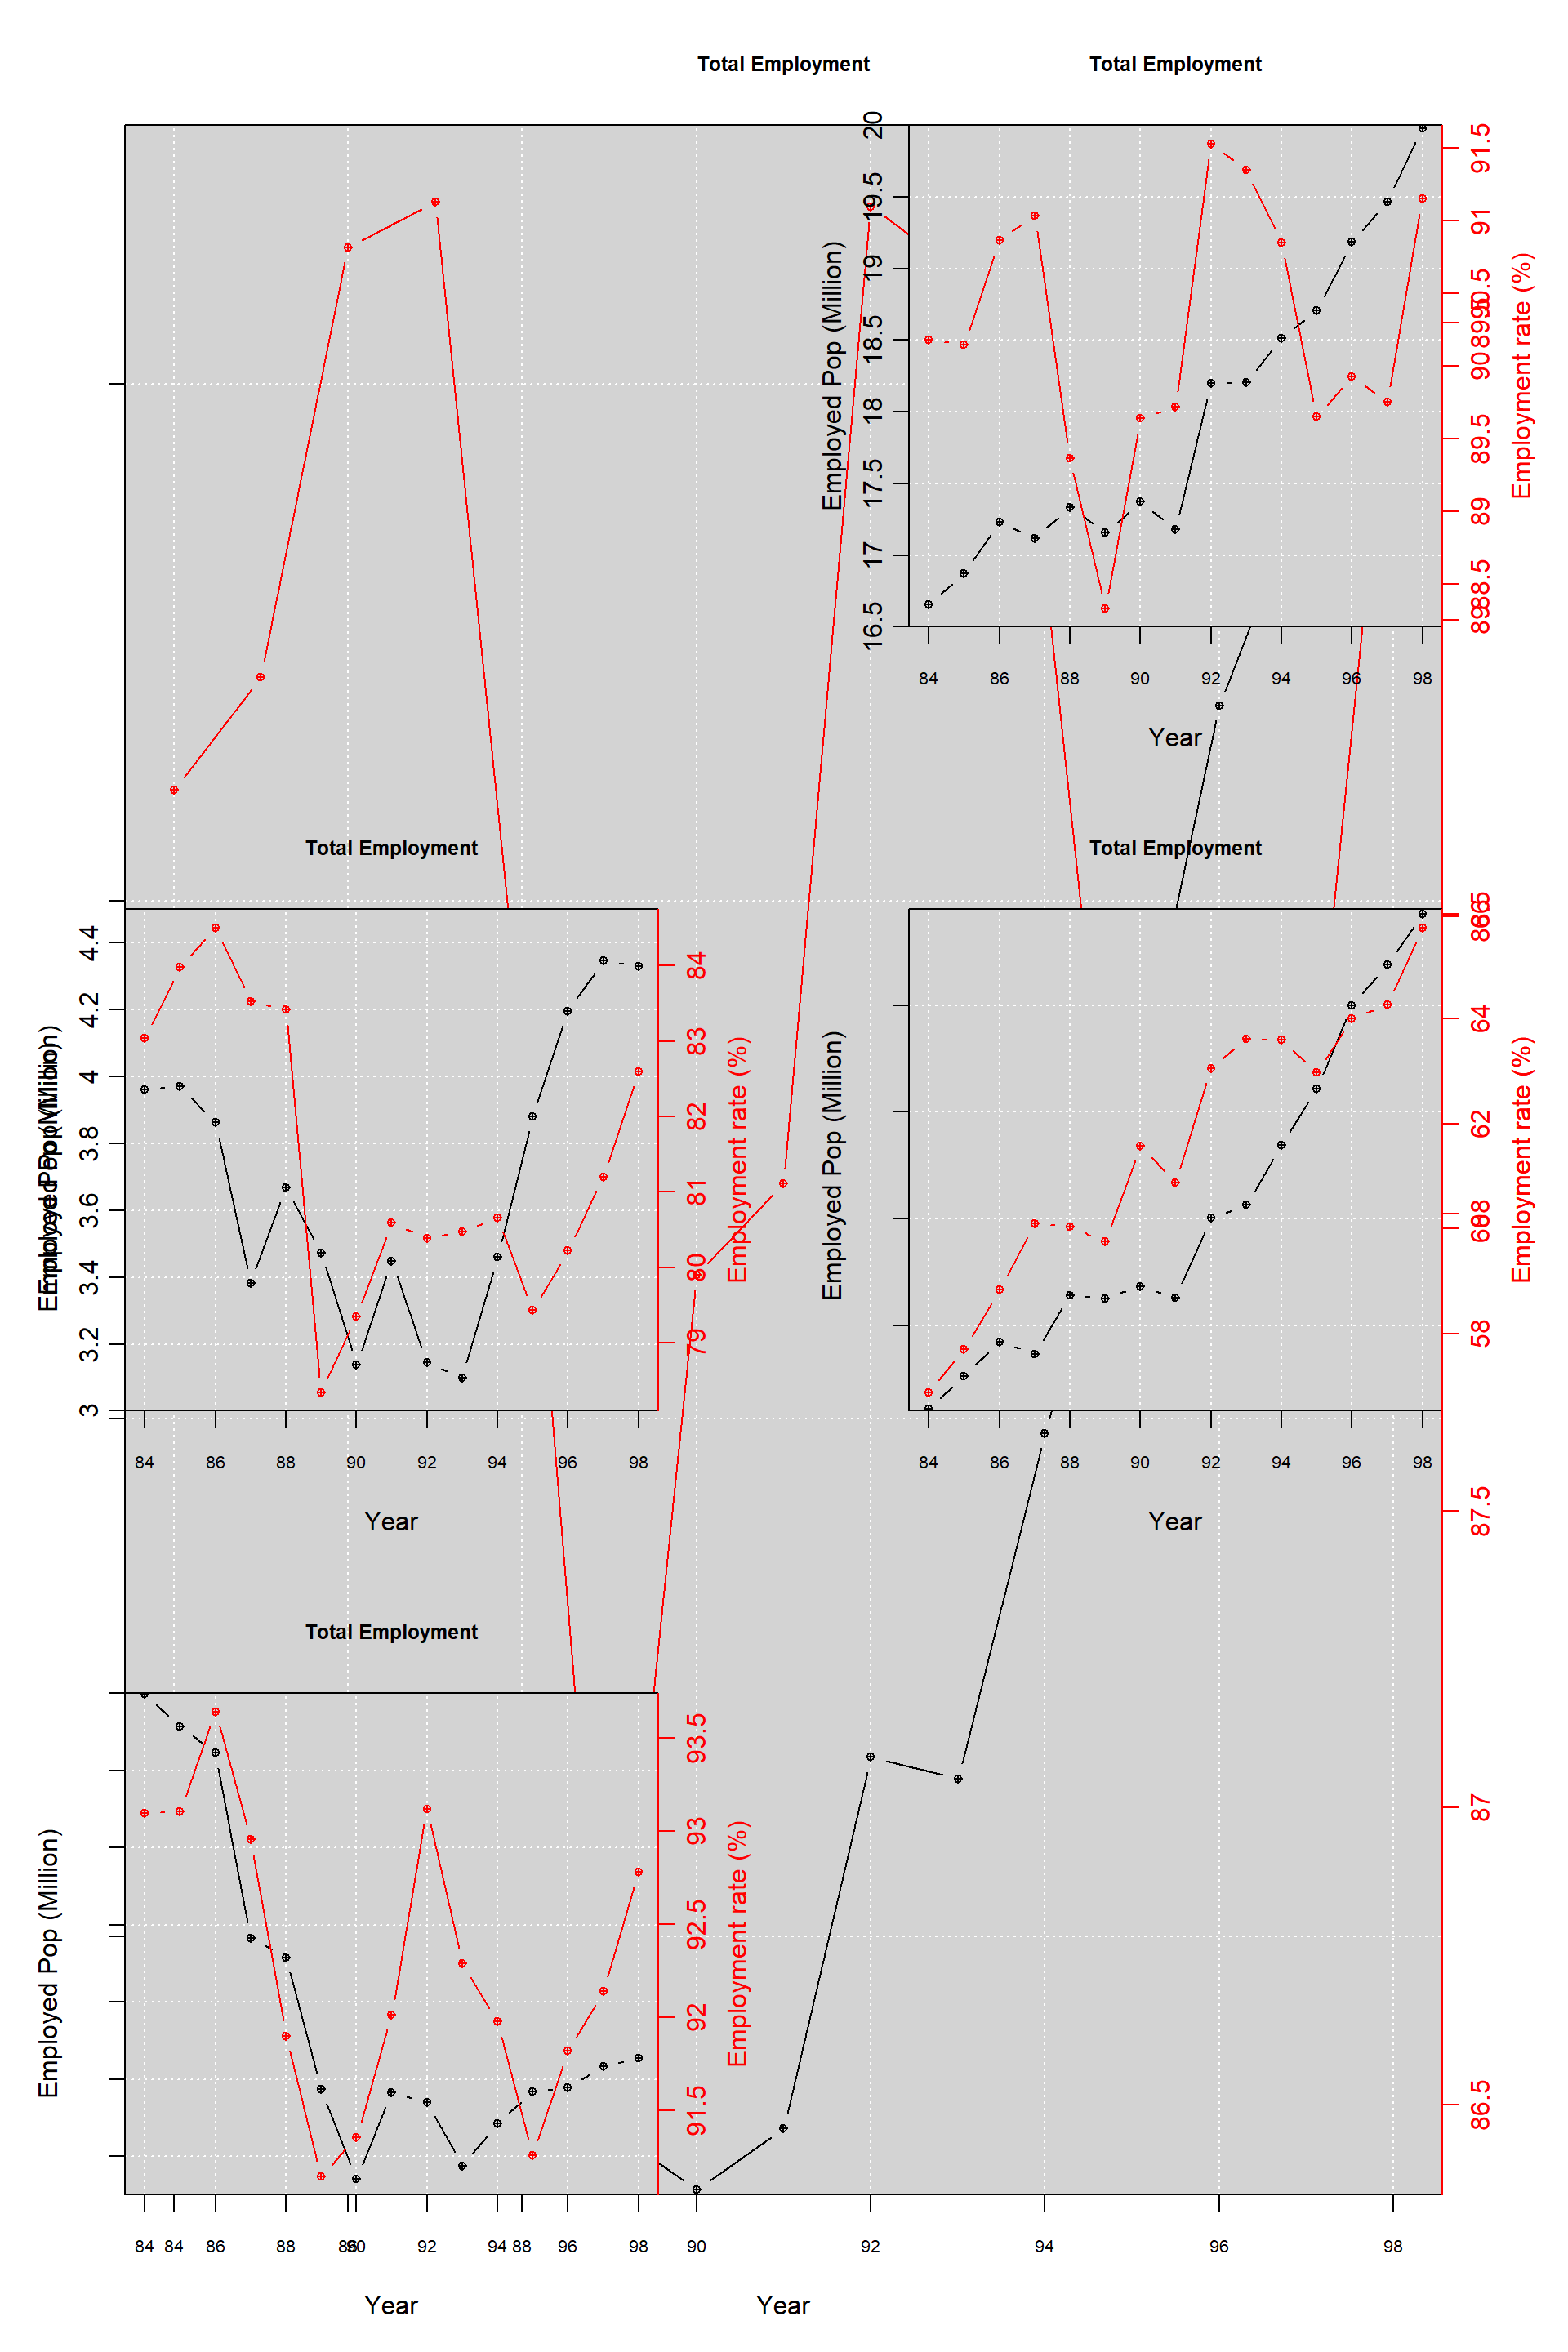 Total Employment
Total Employment
20
19.5
19
18.5
18
17.5
17
16.5
Employed Pop (Million)
91.5
91
90
89.5
89
Employment rate (%)
84 86 88 90 92 94 96 98
Year
Total Employment
Total Employment
4.4
4.2
4
3.8
3.6
3.4
3.2
3
84
83
82
81
80
79
Employment rate (%)
Employed Pop (Million)
64
62
58
Employment rate (%)
84 86 88 90 92 94 96 98
84 86 88 90 92 94 96 98
Year
Year
87.5
Total Employment
Employed Pop (Million)
93.5
93
92.5
92
91.5
Employment rate (%)
87
86.5
84 84 86 88 92 94 88 96 98 90 92 94 96 98
Year
Year